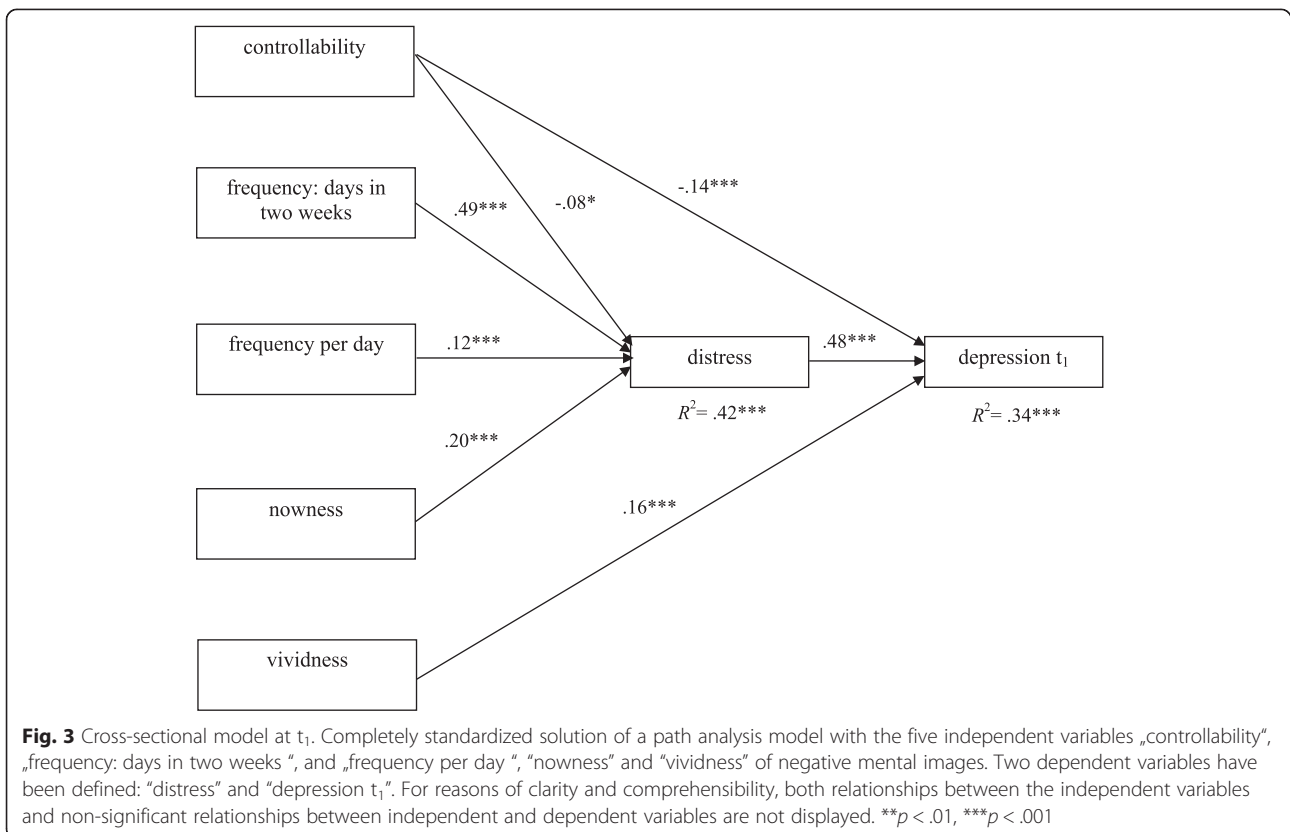 controllability
frequency: days in
two weeks
.49***
-.08*
-.14***
frequency per day
.12***
distress
.48***
depression t₁
R²= .42***
R²= .34***
.20***
nowness
.16***
vividness
Fig. 3 Cross-sectional model at t₁. Completely standardized solution of a path analysis model with the five independent variables „controllability“,
„frequency: days in two weeks “, and „frequency per day “, “nowness” and “vividness” of negative mental images. Two dependent variables have
been defined: “distress” and “depression t₁”. For reasons of clarity and comprehensibility, both relationships between the independent variables
and non-significant relationships between independent and dependent variables are not displayed. **p < .01, ***p < .001